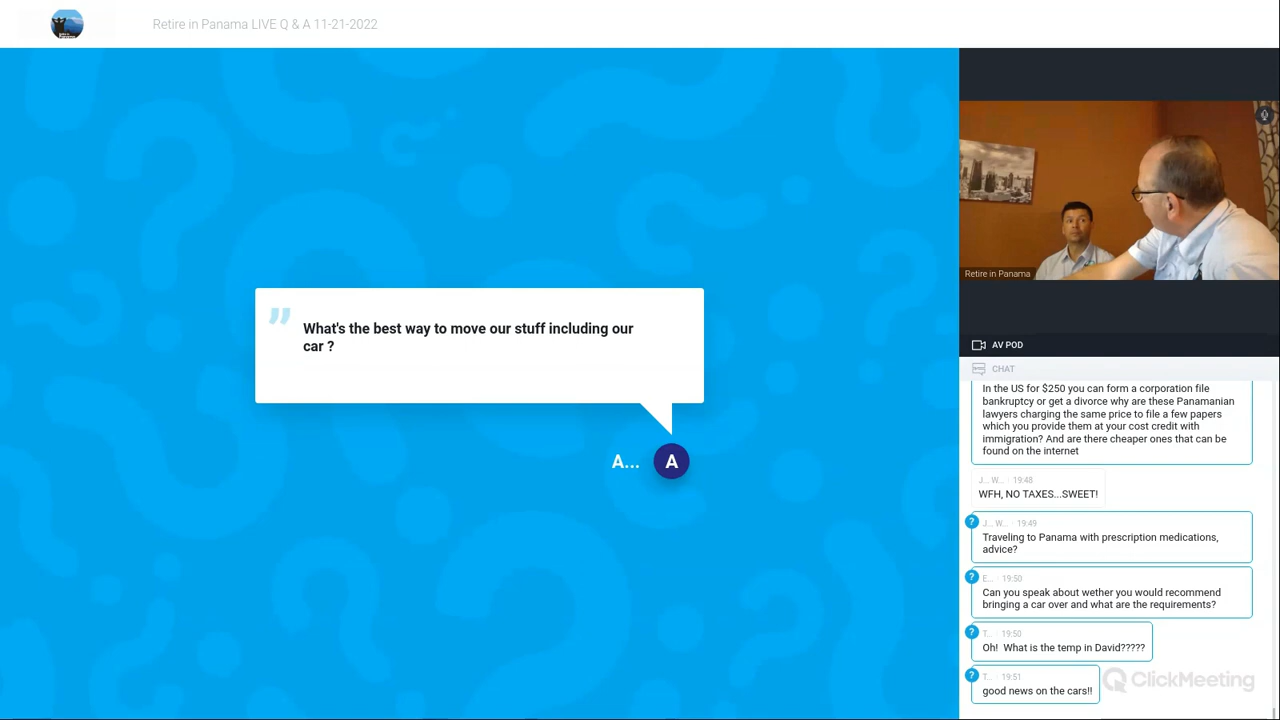 Retire in Panama LIVE Q & A 11-21-2022
What's the best way to move our stuff including our
car ?
A...
A
Retire in Panama
AV POD
CHAT
In the US for $250 you can form a corporation file
bankruptcy or get a divorce why are these Panamanian
lawyers charging the same price to file a few papers
which you provide them at your cost credit with
immigration? And are there cheaper ones that can be
found on the internet
J... W... 19:48
WFH, NO TAXES...SWEET!
?
J... W... 19:49
Traveling to Panama with prescription medications,
advice?
?
E... 19:50
Can you speak about wether you would recommend
bringing a car over and what are the requirements?
?
T... 19:50
Oh! What is the temp in David?????
?
T... 19:51
good news on the cars!!
ClickMeeting